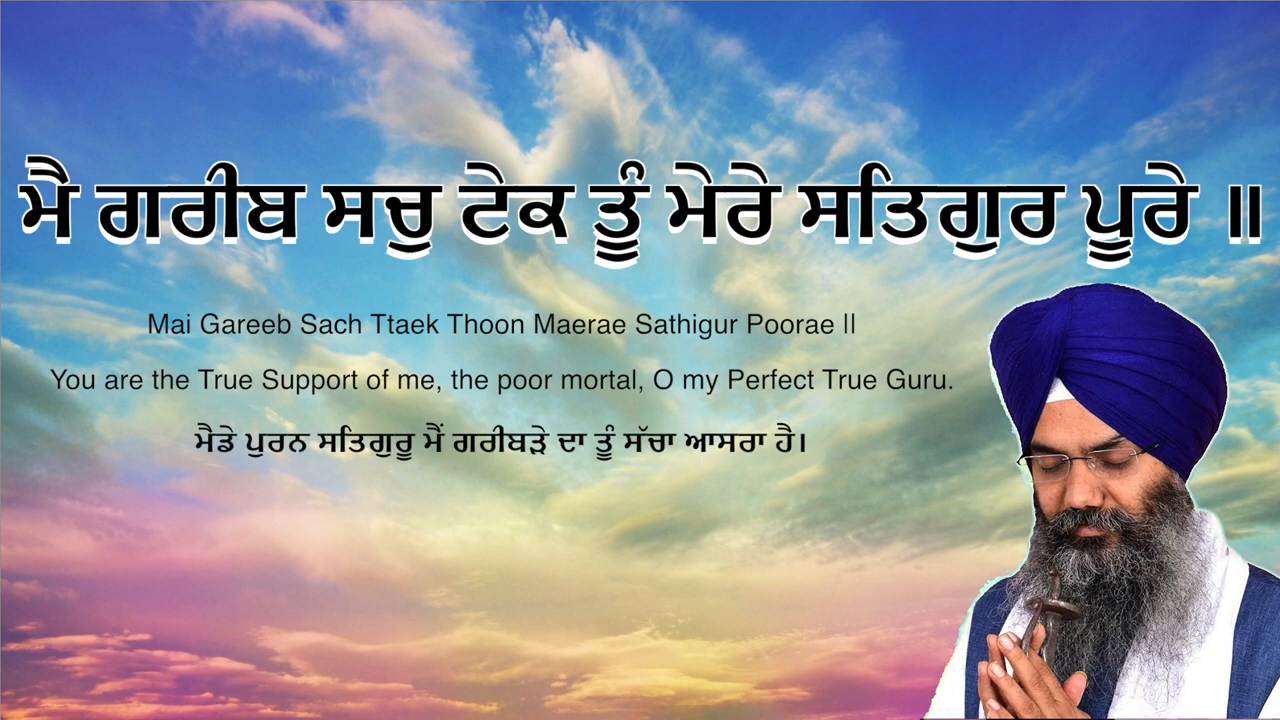 ਮੈ ਗਰੀਬ ਸਚੁ ਟੇਕ ਤੂੰ ਮੇਰੇ ਸਤਿਗੁਰ ਪੂਰੇ ॥
Mai Gareeb Sach Ttaek Thoon Maerae Sathigur Poorae ||
You are the True Support of me, the poor mortal, O my Perfect True Guru.
ਮੈਡੇ ਪੁਰਨ ਸਤਿਗੁਰੂ ਮੈਂ ਗਰੀਬੜੇ ਦਾ ਤੂੰ ਸੱਚਾ ਆਸਰਾ ਹੈ।